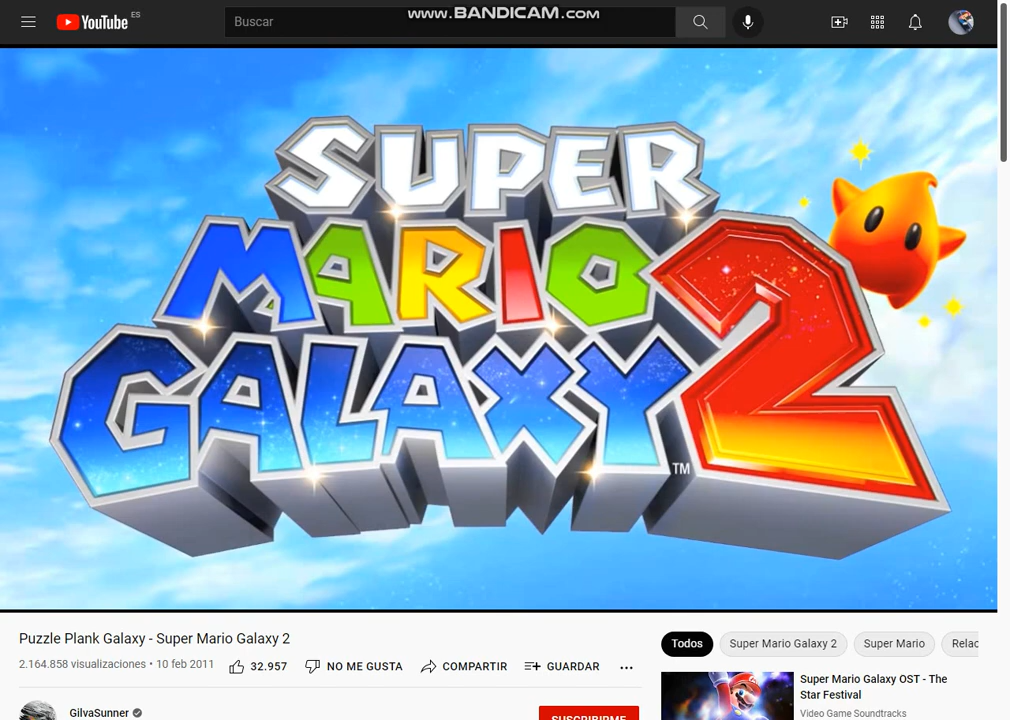 YouTube ES
Buscar
WWW.BANDICAM.COM
SUPER
MARIO
GALAXY 2
TM
Puzzle Plank Galaxy - Super Mario Galaxy 2
2.164.858 visualizaciones • 10 feb 2011
32.957
NO ME GUSTA
COMPARTIR
GUARDAR
GilvaSunner
SUSCRIBIRME
Todos
Super Mario Galaxy 2
Super Mario
Relac
Super Mario Galaxy OST - The
Star Festival
Video Game Soundtracks